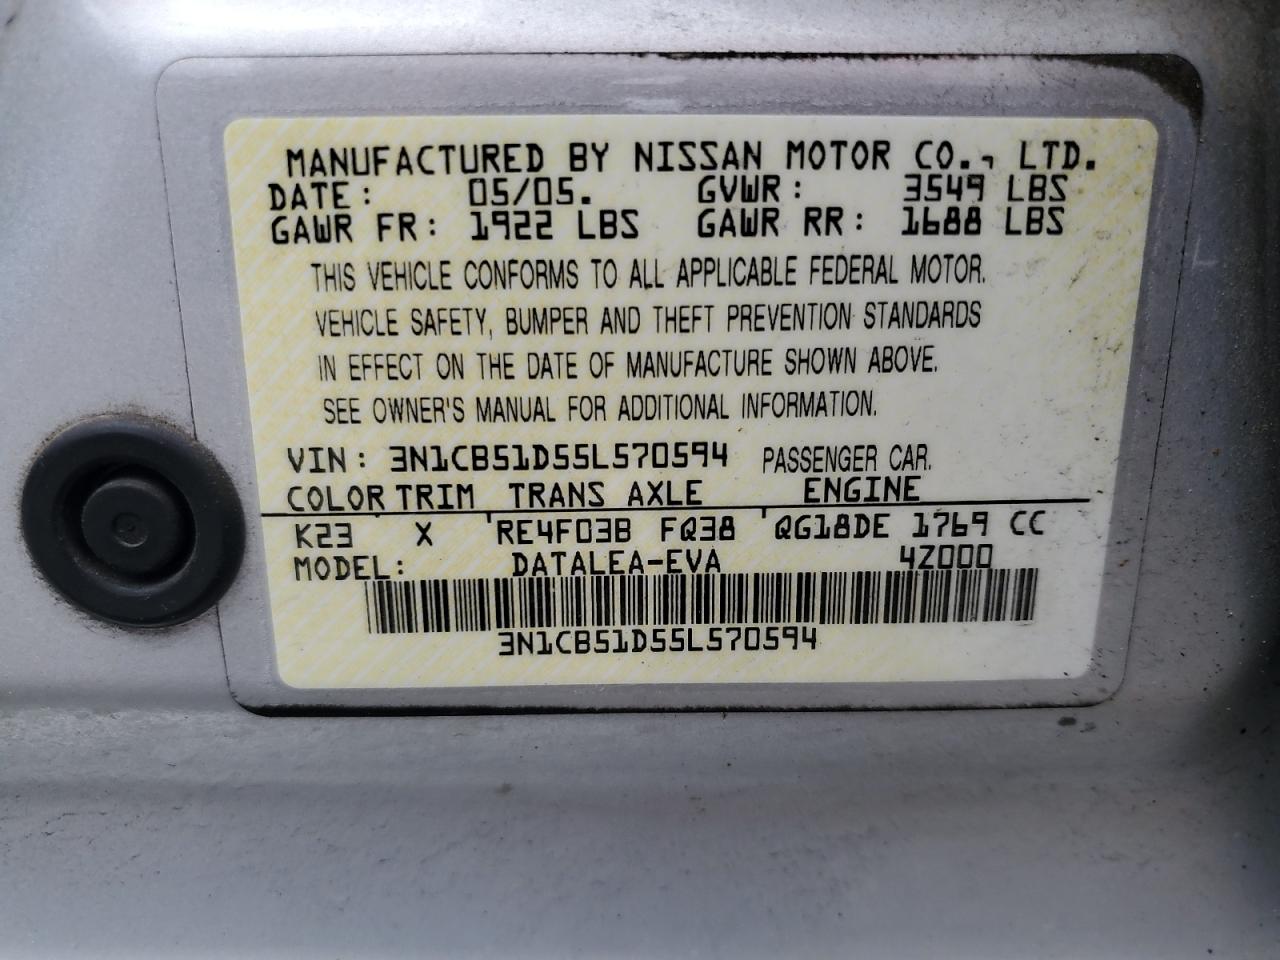 MANUFACTURED BY NISSAN MOTOR CO., LTD.
DATE: 05/05. GVWR: 3549 LBS
GAWR FR: 1922 LBS GAWR RR: 1688 LBS
THIS VEHICLE CONFORMS TO ALL APPLICABLE FEDERAL MOTOR.
VEHICLE SAFETY, BUMPER AND THEFT PREVENTION STANDARDS
IN EFFECT ON THE DATE OF MANUFACTURE SHOWN ABOVE.
SEE OWNER'S MANUAL FOR ADDITIONAL INFORMATION.
VIN: 3N1CB51D55L570594 PASSENGER CAR.
COLOR TRIM TRANS AXLE ENGINE
K23 X RE4F03B FQ38 QG18DE 1769 CC
MODEL: DATALEA-EVA 4Z000
3N1CB51D55L570594